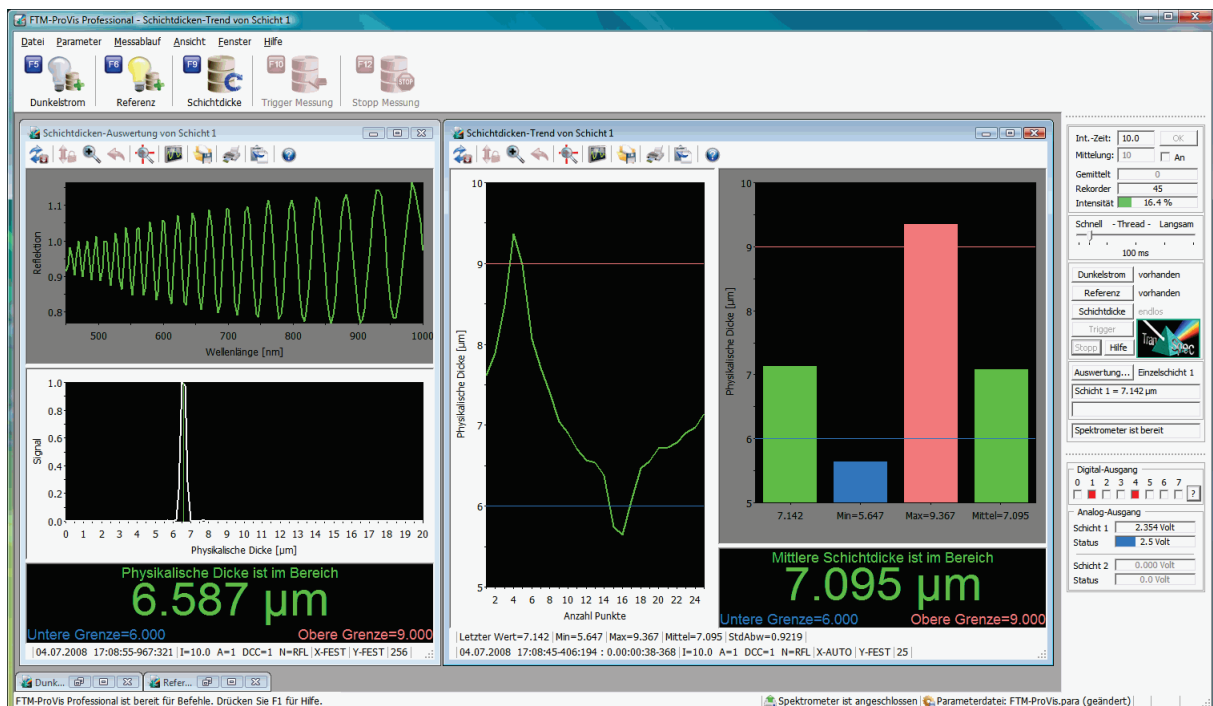 FTM-ProVis Professional - Schichtdicken-Trend von Schicht 1
Datei Parameter Messablauf Ansicht Fenster Hilfe
F5 F6 F9 F10 F12
STOP
Dunkelstrom Referenz Schichtdicke Trigger Messung Stopp Messung
Schichtdicken-Auswertung von Schicht 1
1.1
1.0
0.9
0.8
Reflektion
500 600 700 800 900 1000
Wellenlänge [nm]
1.0
0.8
0.6
0.4
0.2
0.0
Signal
0 1 2 3 4 5 6 7 8 9 10 11 12 13 14 15 16 17 18 19 20
Physikalische Dicke [µm]
Physikalische Dicke ist im Bereich
6.587 µm
Untere Grenze=6.000 Obere Grenze=9.000
04.07.2008 17:08:55-967:321 I=10.0 A=1 DCC=1 N=RFL X-FEST Y-FEST 256
Schichtdicken-Trend von Schicht 1
10
9
8
7
6
5
Physikalische Dicke [µm]
2 4 6 8 10 12 14 16 18 20 22 24
Anzahl Punkte
10
9
8
7
6
5
Physikalische Dicke [µm]
7.142 Min=5.647 Max=9.367 Mittel=7.095
Mittlere Schichtdicke ist im Bereich
7.095 µm
Untere Grenze=6.000 Obere Grenze=9.000
Letzter Wert=7.142 Min=5.647 Max=9.367 Mittel=7.095 StdAbw=0.9219
04.07.2008 17:08:45-406:194 : 0.00:00:38-368 I=10.0 A=1 DCC=1 N=RFL X-AUTO Y-FEST 25
Int.-Zeit: 10.0 OK
Mittelung: 10 An
Gemittelt 0
Rekorder 45
Intensität 16.4 %
Schnell - Thread - Langsam
100 ms
Dunkelstrom vorhanden
Referenz vorhanden
Schichtdicke endlos
Trigger
Stopp Hilfe
Tran Spec
Auswertung... Einzelschicht 1
Schicht 1 = 7.142 µm
Spektrometer ist bereit
Digital-Ausgang
0 1 2 3 4 5 6 7
?
Analog-Ausgang
Schicht 1 2.354 Volt
Status 2.5 Volt
Schicht 2 0.000 Volt
Status 0.0 Volt
Dunk... Refer...
FTM-ProVis Professional ist bereit für Befehle. Drücken Sie F1 für Hilfe. Spektrometer ist angeschlossen Parameterdatei: FTM-ProVis.para (geändert)